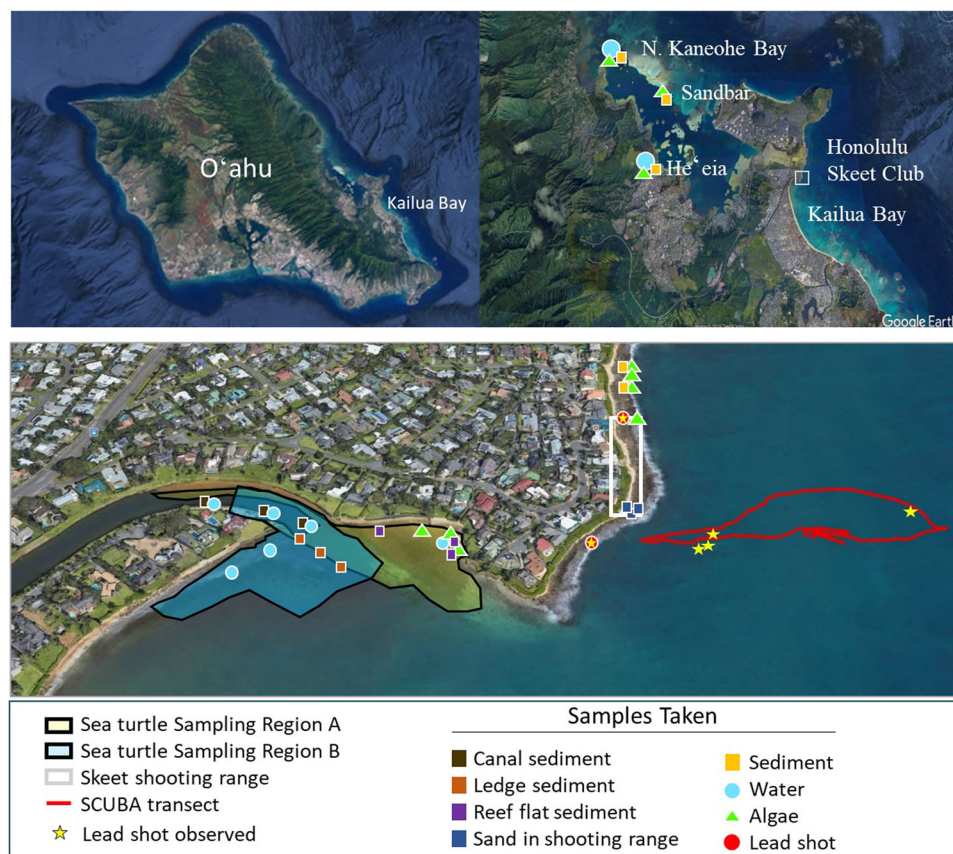 Oʻahu
Kailua Bay
N. Kaneohe Bay
Sandbar
Heʻeia
Honolulu
Skeet Club
Kailua Bay
Google Earth
Sea turtle Sampling Region A
Sea turtle Sampling Region B
Skeet shooting range
SCUBA transect
Lead shot observed
Samples Taken
Canal sediment
Ledge sediment
Reef flat sediment
Sand in shooting range
Sediment
Water
Algae
Lead shot